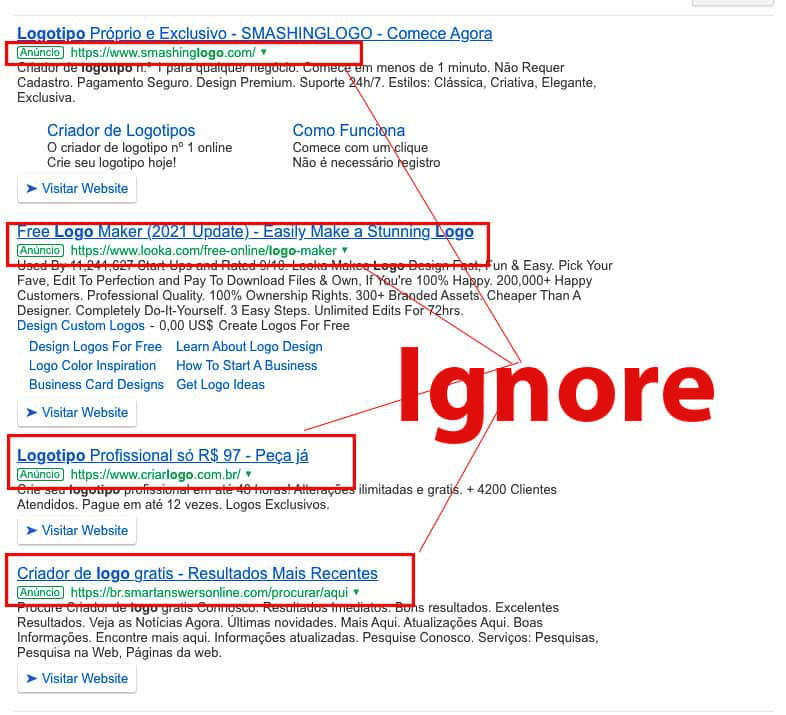 Logotipo Próprio e Exclusivo - SMASHINGLOGO - Comece Agora
Anúncio https://www.smashinglogo.com/
Criador de logotipo n.º 1 para qualquer negócio. Comece em menos de 1 minuto. Não Requer
Cadastro. Pagamento Seguro. Design Premium. Suporte 24h/7. Estilos: Clássica, Criativa, Elegante,
Exclusiva.
Criador de Logotipos
O criador de logotipo nº 1 online
Crie seu logotipo hoje!
Como Funciona
Comece com um clique
Não é necessário registro
Visitar Website
Free Logo Maker (2021 Update) - Easily Make a Stunning Logo
Anúncio https://www.looka.com/free-online/logo-maker
Used By 11,241,627 Start-Ups and Rated 9/10. Looka Makes Logo Design Fast, Fun & Easy. Pick Your
Fave, Edit To Perfection and Pay To Download Files & Own, If You're 100% Happy. 200,000+ Happy
Customers. Professional Quality. 100% Ownership Rights. 300+ Branded Assets. Cheaper Than A
Designer. Completely Do-It-Yourself. 3 Easy Steps. Unlimited Edits For 72hrs.
Design Custom Logos - 0,00 US$ Create Logos For Free
Design Logos For Free Learn About Logo Design
Logo Color Inspiration How To Start A Business
Business Card Designs Get Logo Ideas
Ignore
Visitar Website
Logotipo Profissional só R$ 97 - Peça já
Anúncio https://www.criarlogo.com.br/
Crie seu logotipo profissional em até 48 horas! Alterações ilimitadas e gratis. + 4200 Clientes
Atendidos. Pague em até 12 vezes. Logos Exclusivos.
Visitar Website
Criador de logo gratis - Resultados Mais Recentes
Anúncio https://br.smartanswersonline.com/procurar/aqui
Procure Criador de logo gratis Connosco. Resultados Imediatos. Bons resultados. Excelentes
Resultados. Veja as Notícias Agora. Últimas novidades. Mais Aqui. Atualizações Aqui. Boas
Informações. Encontre mais aqui. Informações atualizadas. Pesquise Conosco. Serviços: Pesquisas,
Pesquisa na Web, Páginas da web.
Visitar Website